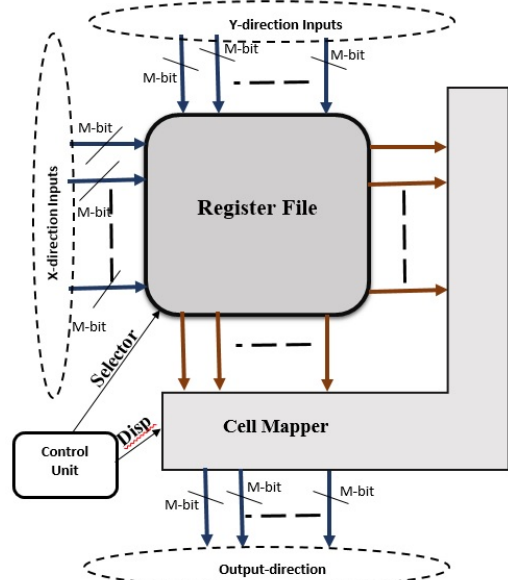 Y-direction Inputs
M-bit
M-bit
M-bit
M-bit
M-bit
M-bit
X-direction Inputs
Register File
Selector
Disp
Control
Unit
Cell Mapper
M-bit
M-bit
M-bit
Output-direction